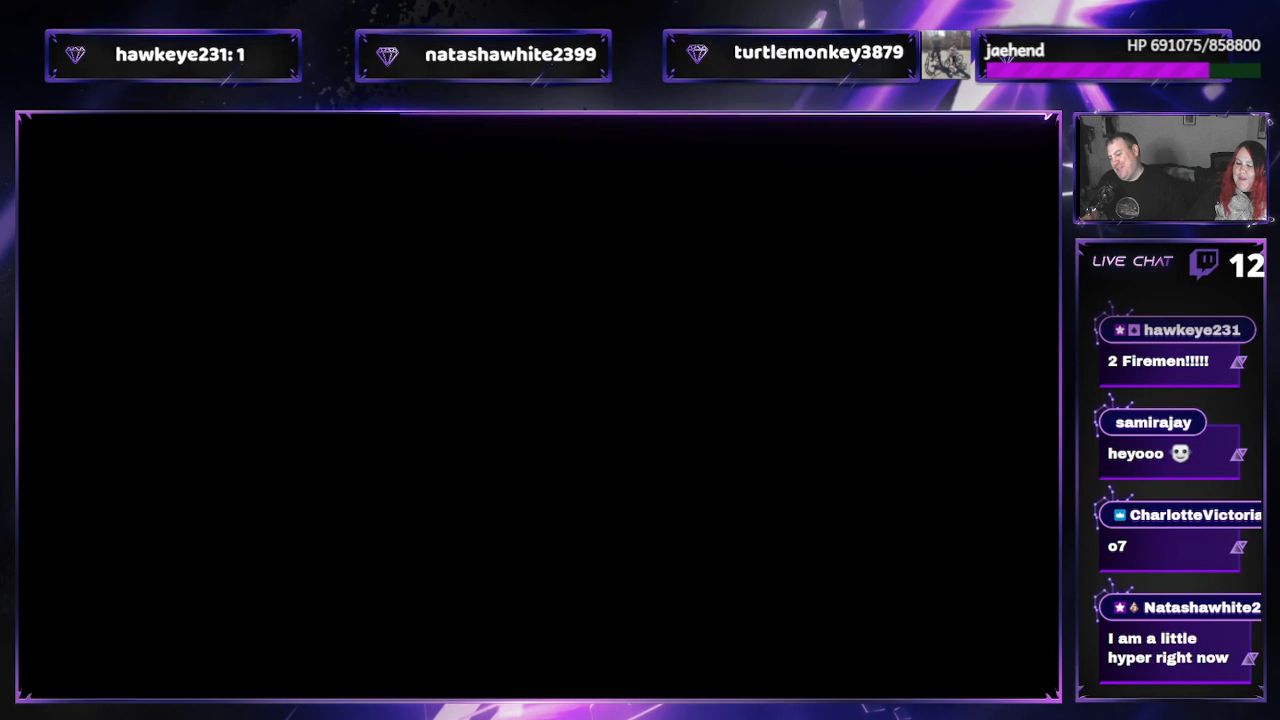 hawkeye231: 1
natashawhite2399
turtlemonkey3879
jaehend
HP 691075/858800
LIVE CHAT
12
hawkeye231
2 Firemen!!!!!
samirajay
heyooo
CharlotteVictoria
o7
Natashawhite2
I am a little
hyper right now